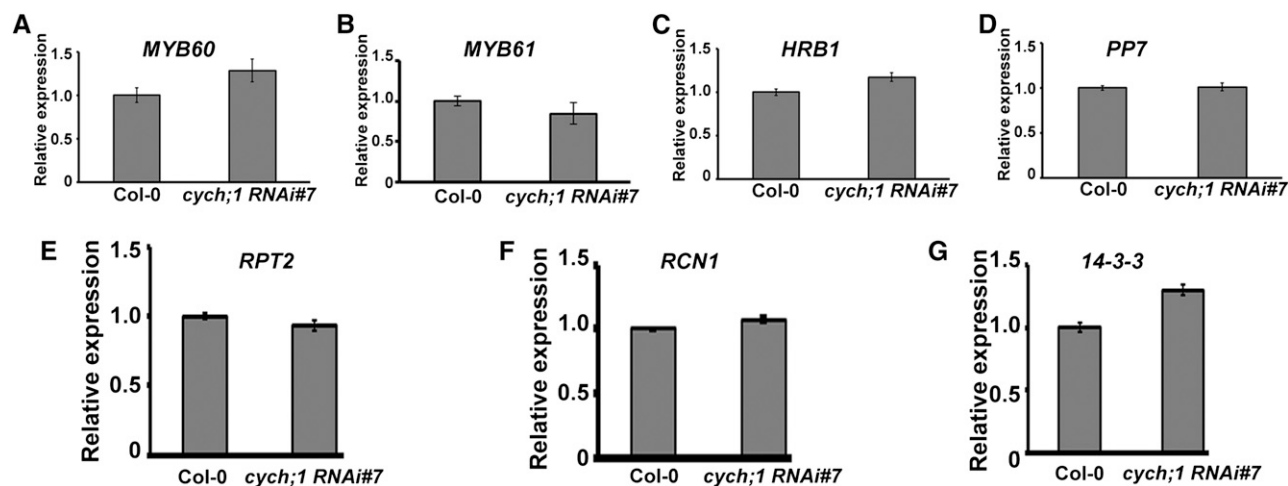 A
MYB60
Relative expression
1.5
1.0
0.5
0
Col-0
cych;1 RNAi#7
B
MYB61
Relative expression
1.5
1.0
0.5
0
Col-0
cych;1 RNAi#7
C
HRB1
Relative expression
1.5
1.0
0.5
0
Col-0
cych;1 RNAi#7
D
PP7
Relative expression
1.5
1.0
0.5
0
Col-0
cych;1 RNAi#7
E
RPT2
Relative expression
1.5
1.0
0.5
0
Col-0
cych;1 RNAi#7
F
RCN1
Relative expression
1.5
1.0
0.5
0
Col-0
cych;1 RNAi#7
G
14-3-3
Relative expression
1.5
1.0
0.5
0
Col-0
cych;1 RNAi#7